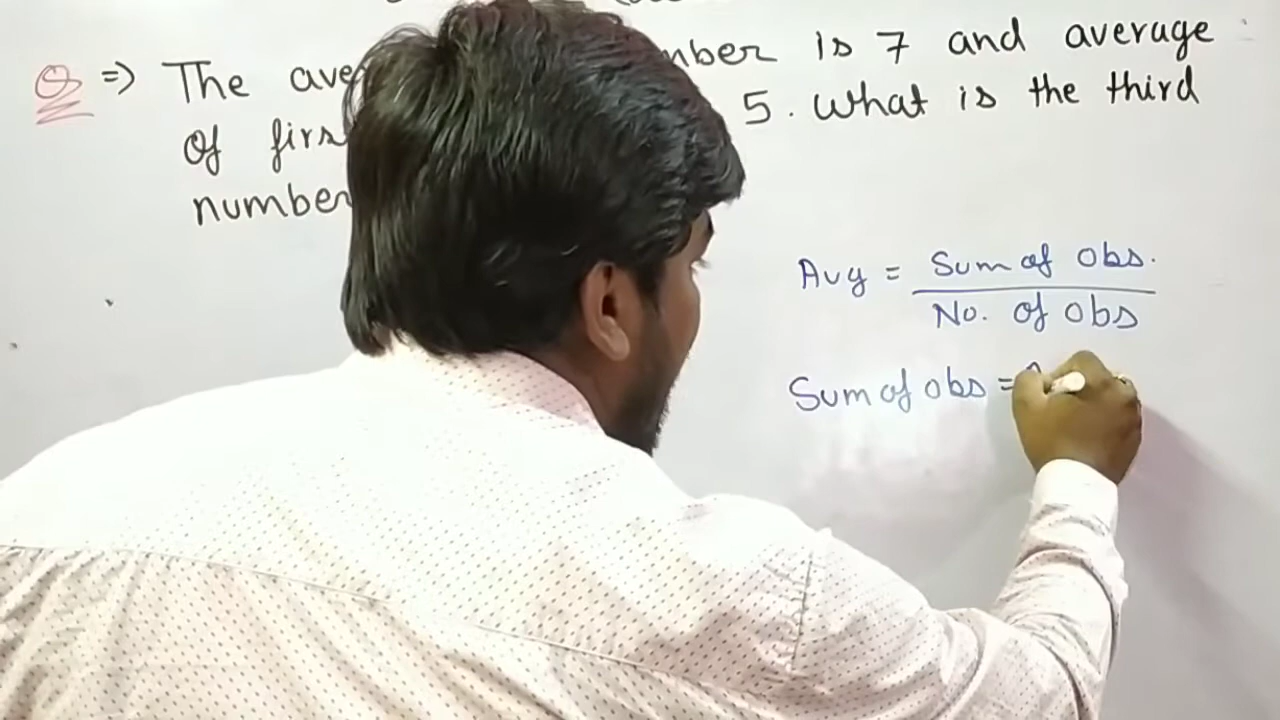 Q => The ave mber is 7 and average
of firs 5. What is the third
number
Avg = Sum of Obs.
No. of Obs
Sum of obs =